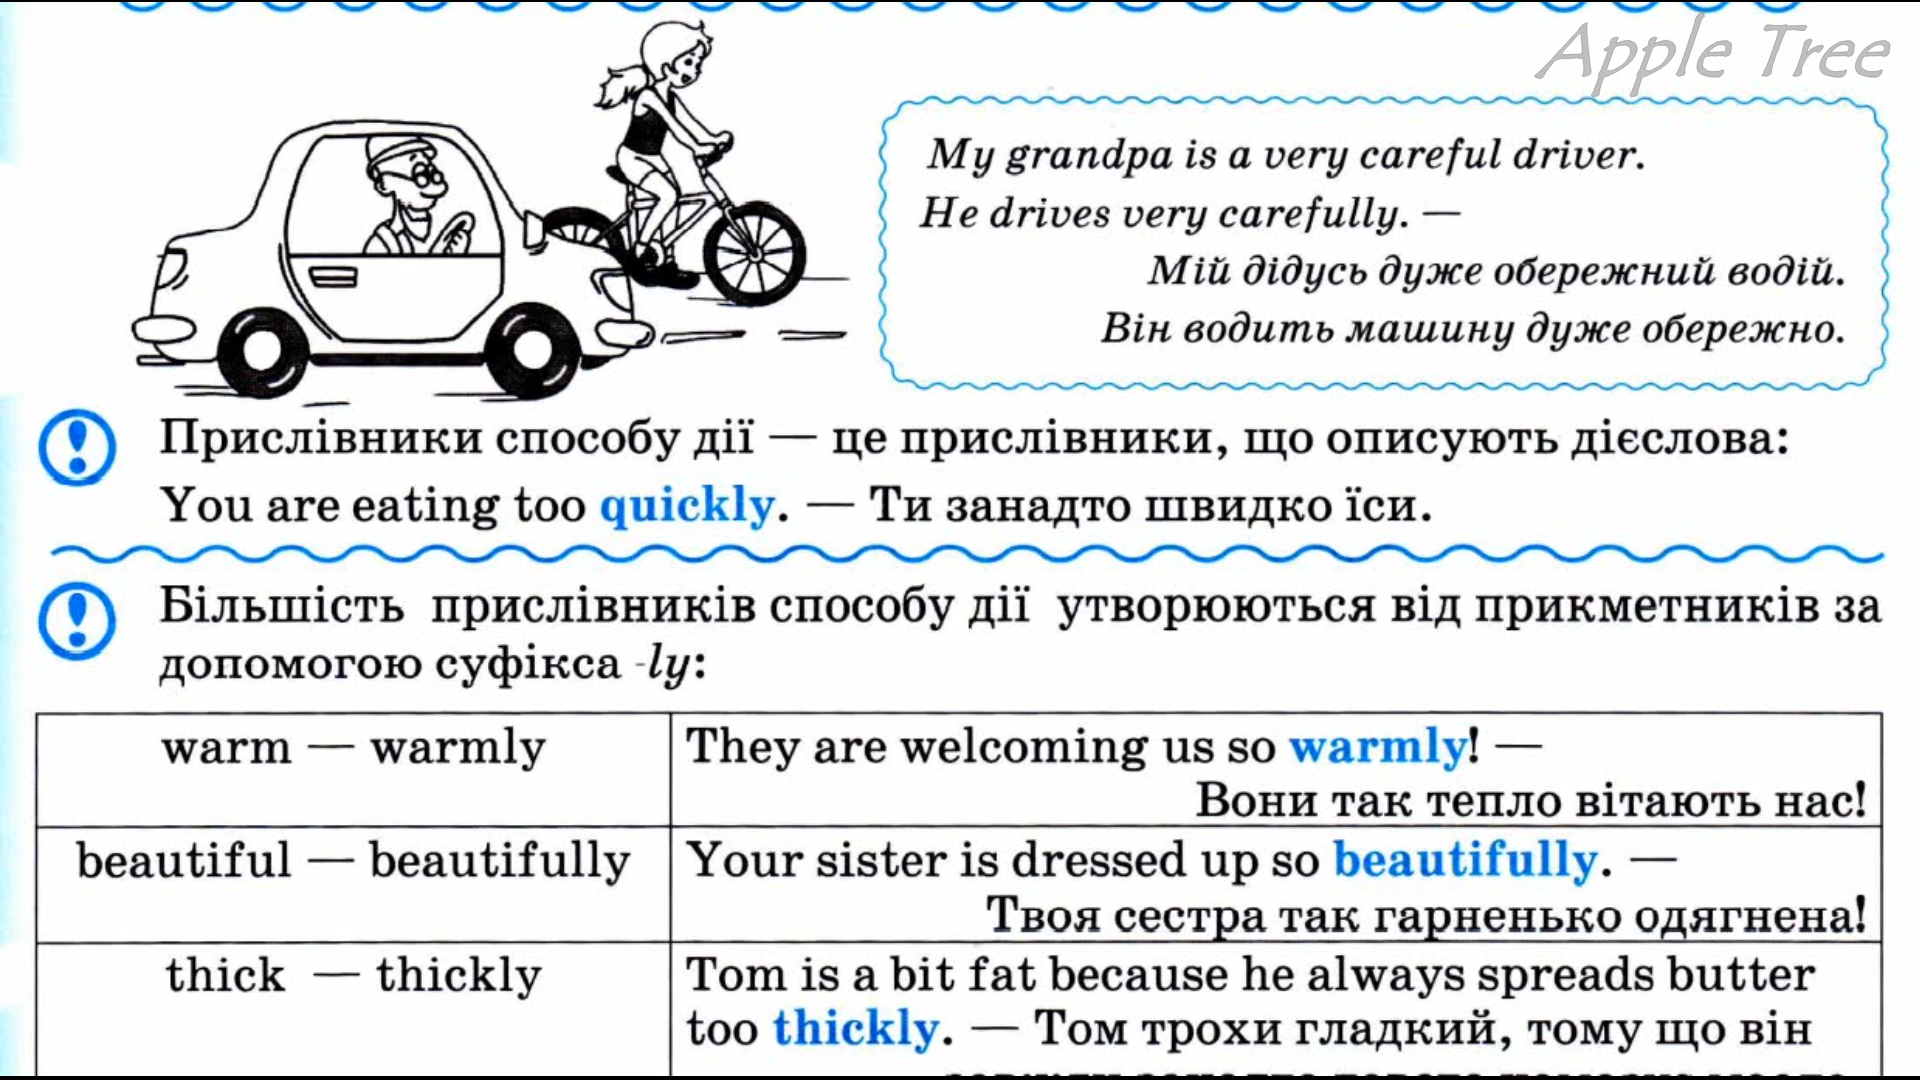 Apple Tree
My grandpa is a very careful driver.
He drives very carefully. —
Мій дідусь дуже обережний водій.
Він водить машину дуже обережно.
Прислівники способу дії — це прислівники, що описують дієслова:
You are eating too quickly. — Ти занадто швидко їси.
Більшість прислівників способу дії утворюються від прикметників за
допомогою суфікса -ly:
warm — warmly
They are welcoming us so warmly! —
Вони так тепло вітають нас!
beautiful — beautifully
Your sister is dressed up so beautifully. —
Твоя сестра так гарненько одягнена!
thick — thickly
Tom is a bit fat because he always spreads butter
too thickly. — Том трохи гладкий, тому що він